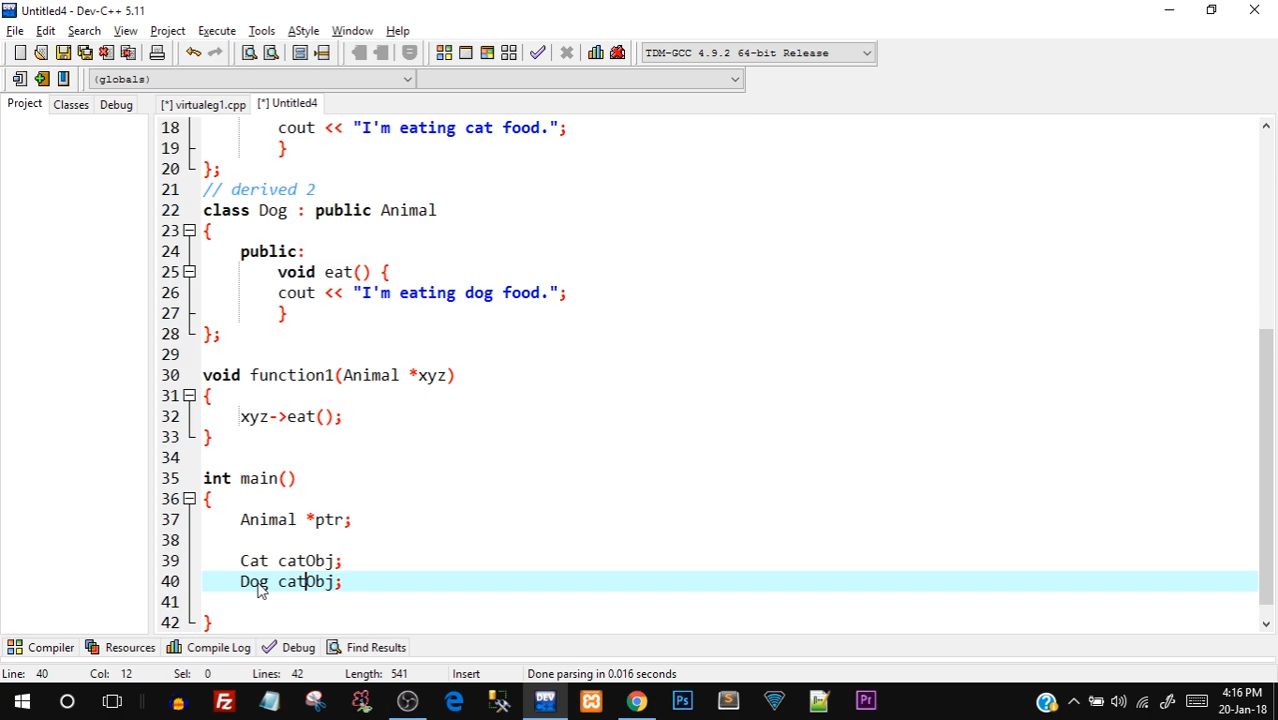 Untitled4 - Dev-C++ 5.11
File Edit Search View Project Execute Tools AStyle Window Help
TDM-GCC 4.9.2 64-bit Release
(globals)
Project Classes Debug [*] virtualeg1.cpp [*] Untitled4
18 cout << "I'm eating cat food.";
19 }
20 };
21 // derived 2
22 class Dog : public Animal
23 {
24 public:
25 void eat() {
26 cout << "I'm eating dog food.";
27 }
28 };
29
30 void function1(Animal *xyz)
31 {
32 xyz->eat();
33 }
34
35 int main()
36 {
37 Animal *ptr;
38
39 Cat catObj;
40 Dog catObj;
41
42 }
Compiler Resources Compile Log Debug Find Results
Line: 40 Col: 12 Sel: 0 Lines: 42 Length: 541 Insert Done parsing in 0.016 seconds
DEV Ps S Pr
4:16 PM
20-Jan-18